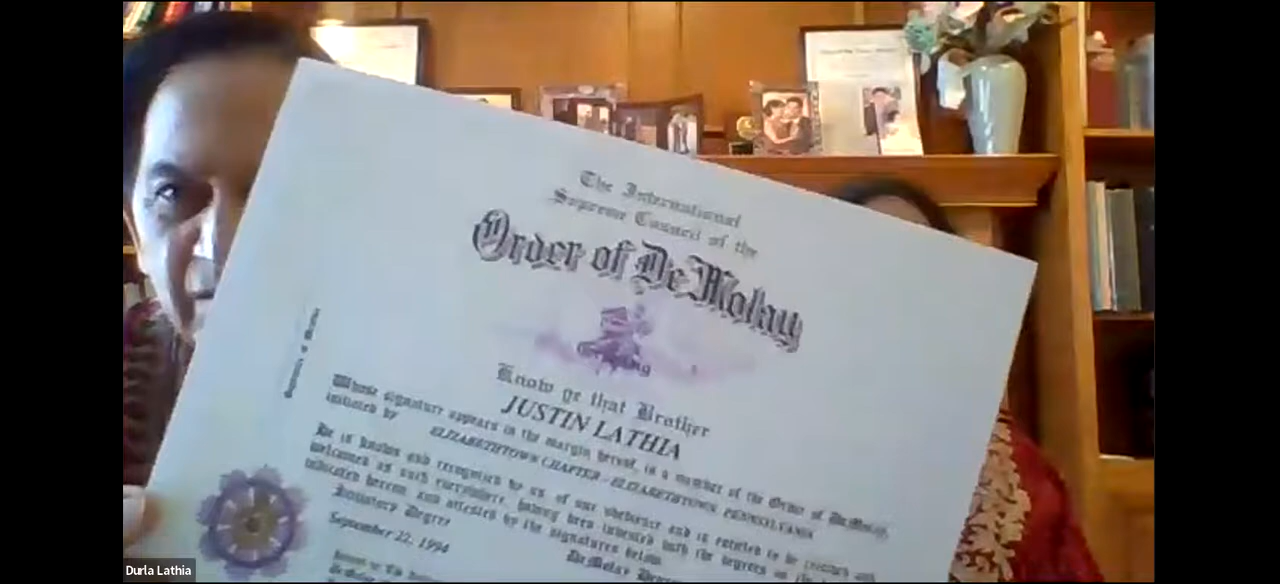 The International
Supreme Council of the
Order of DeMolay
Know ye that Brother
JUSTIN LATHIA
Whose signature appears in the margin hereof, is a member of the Order of DeMolay,
initiated by
ELIZABETHTOWN CHAPTER - ELIZABETHTOWN, PENNSYLVANIA
He is known and recognized by us of our obedience and is entitled to be received and
welcomed as such everywhere, having been invested with the degrees on the
indicated hereon and attested by the signatures below.
Initiatory Degree
September 22, 1994
DeMolay
Durla Lathia